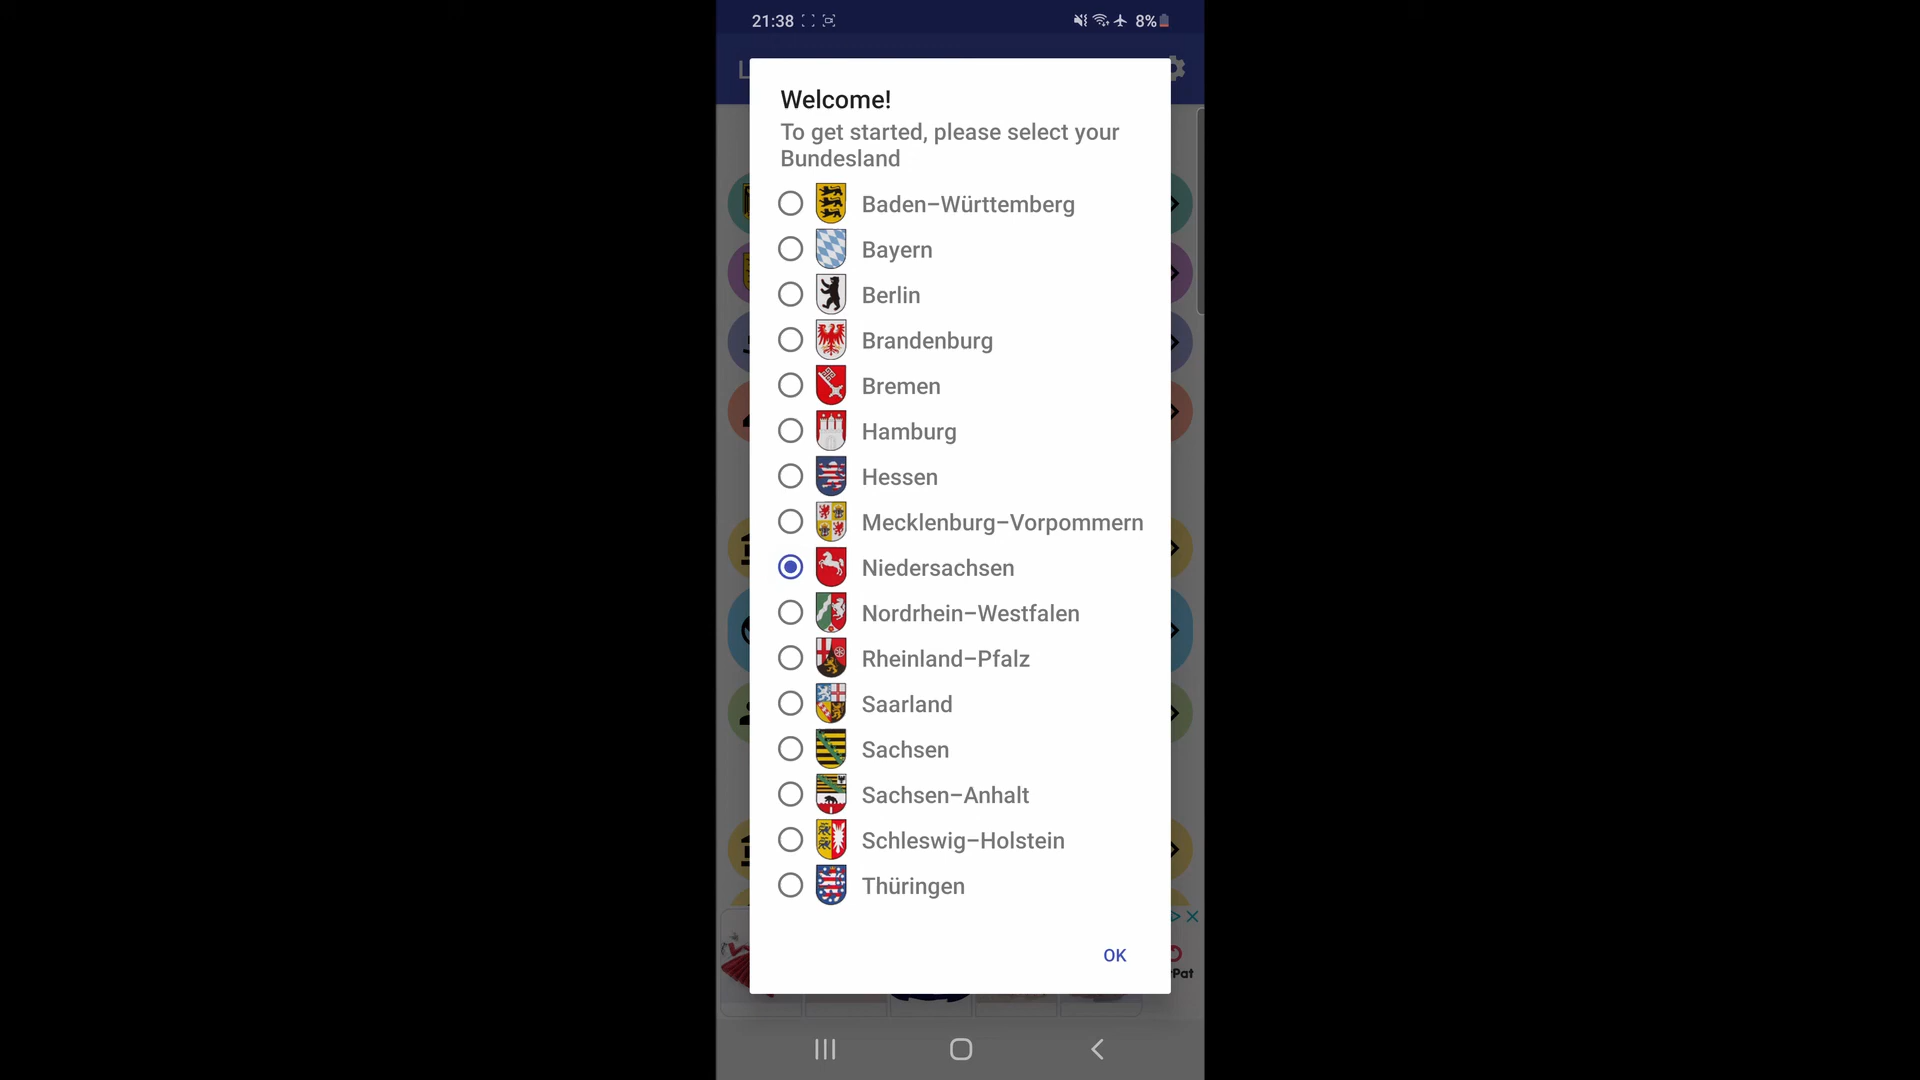 21:38
8%
L
Welcome!
To get started, please select your
Bundesland
Baden-Württemberg
Bayern
Berlin
Brandenburg
Bremen
Hamburg
Hessen
Mecklenburg-Vorpommern
Niedersachsen
Nordrhein-Westfalen
Rheinland-Pfalz
Saarland
Sachsen
Sachsen-Anhalt
Schleswig-Holstein
Thüringen
OK
Pat